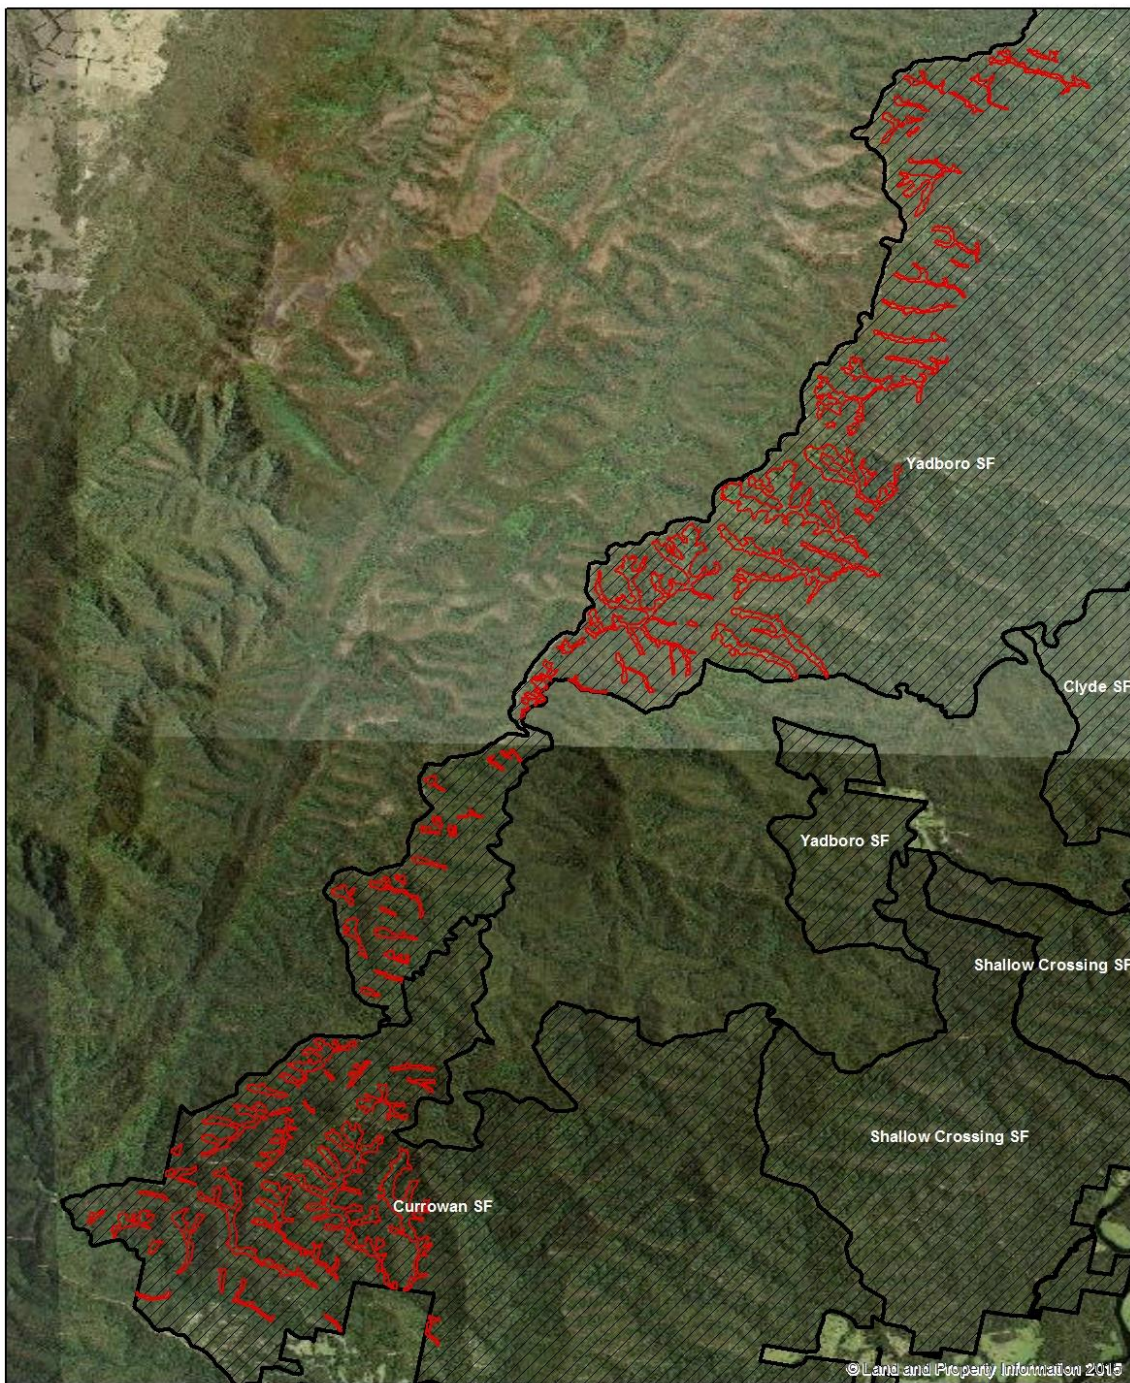 Yadboro SF
Clyde SF
Yadboro SF
Shallow Crossing SF
Shallow Crossing SF
Currowan SF
© Land and Property Information 2015